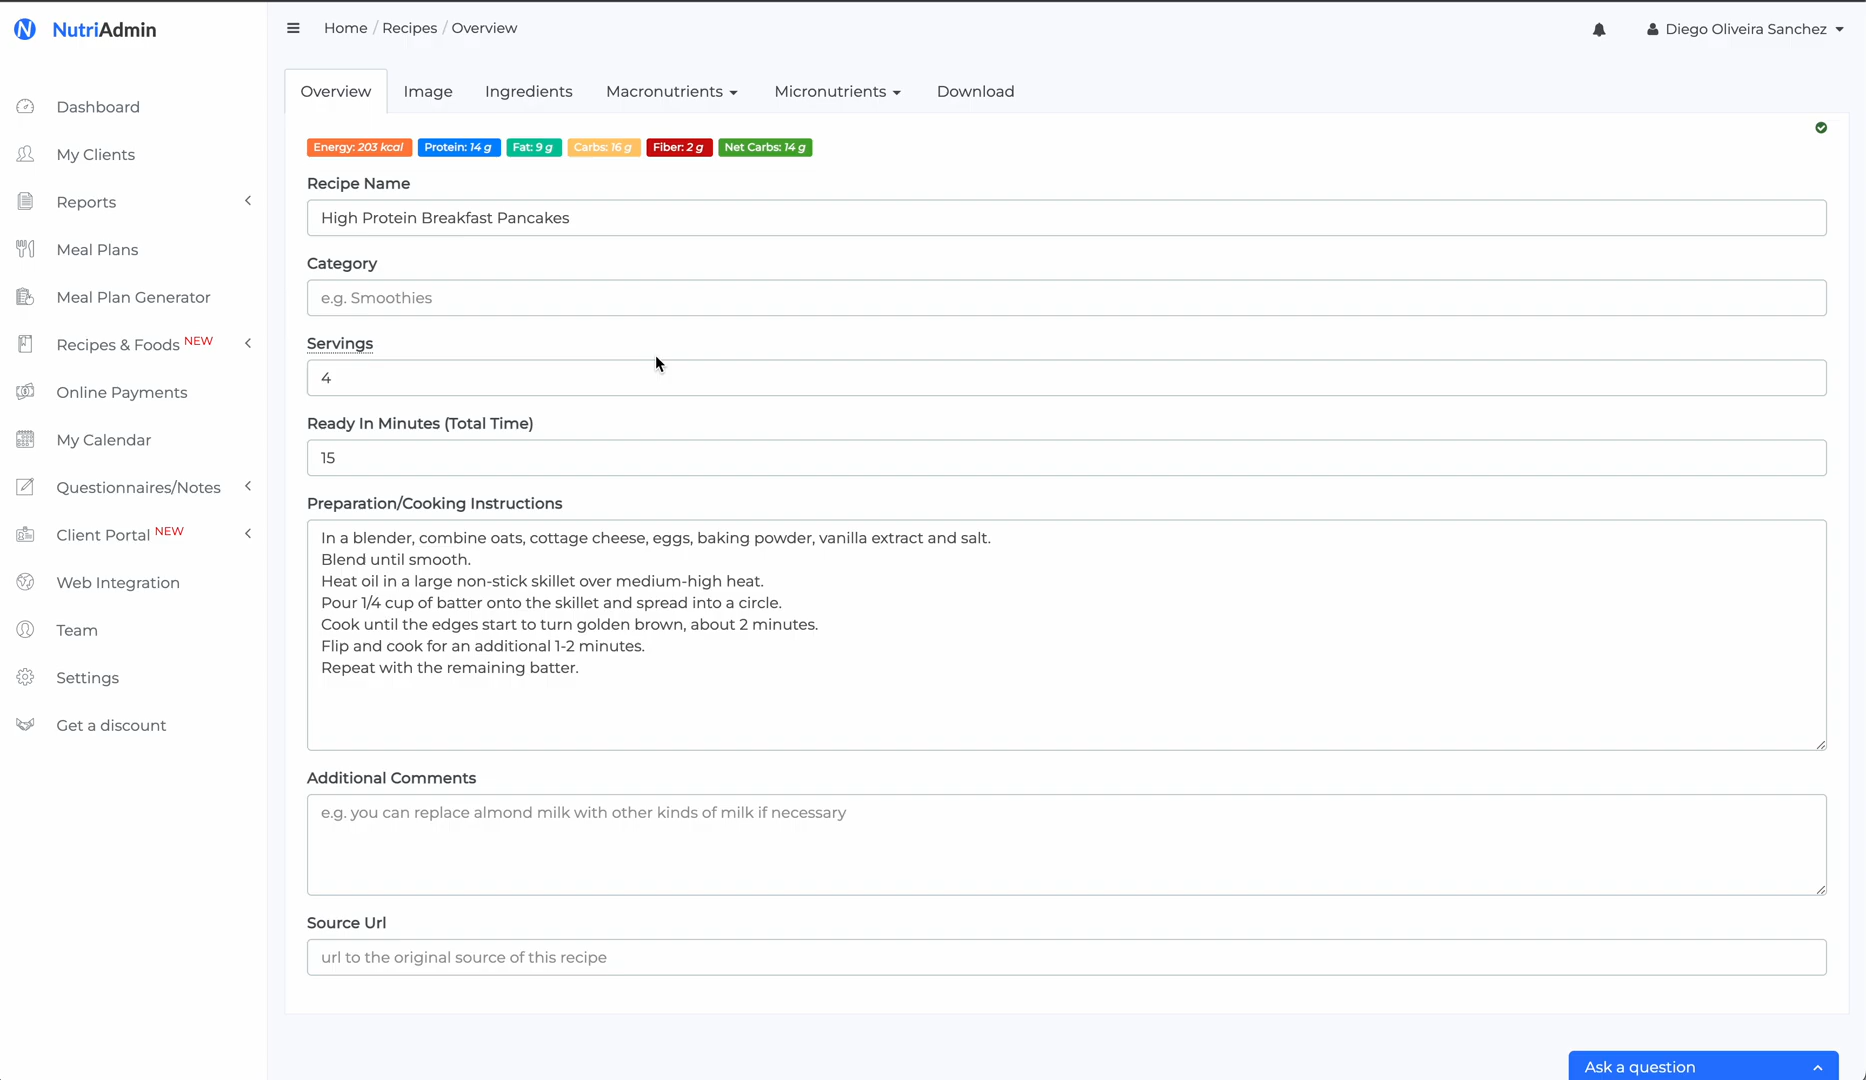 NutriAdmin
Home / Recipes / Overview
Diego Oliveira Sanchez
Dashboard
My Clients
Reports
Meal Plans
Meal Plan Generator
Recipes & Foods NEW
Online Payments
My Calendar
Questionnaires/Notes
Client Portal NEW
Web Integration
Team
Settings
Get a discount
Overview Image Ingredients Macronutrients Micronutrients Download
Energy: 203 kcal Protein: 14 g Fat: 9 g Carbs: 16 g Fiber: 2 g Net Carbs: 14 g
Recipe Name
High Protein Breakfast Pancakes
Category
e.g. Smoothies
Servings
4
Ready In Minutes (Total Time)
15
Preparation/Cooking Instructions
In a blender, combine oats, cottage cheese, eggs, baking powder, vanilla extract and salt.
Blend until smooth.
Heat oil in a large non-stick skillet over medium-high heat.
Pour 1/4 cup of batter onto the skillet and spread into a circle.
Cook until the edges start to turn golden brown, about 2 minutes.
Flip and cook for an additional 1-2 minutes.
Repeat with the remaining batter.
Additional Comments
e.g. you can replace almond milk with other kinds of milk if necessary
Source Url
url to the original source of this recipe
Ask a question